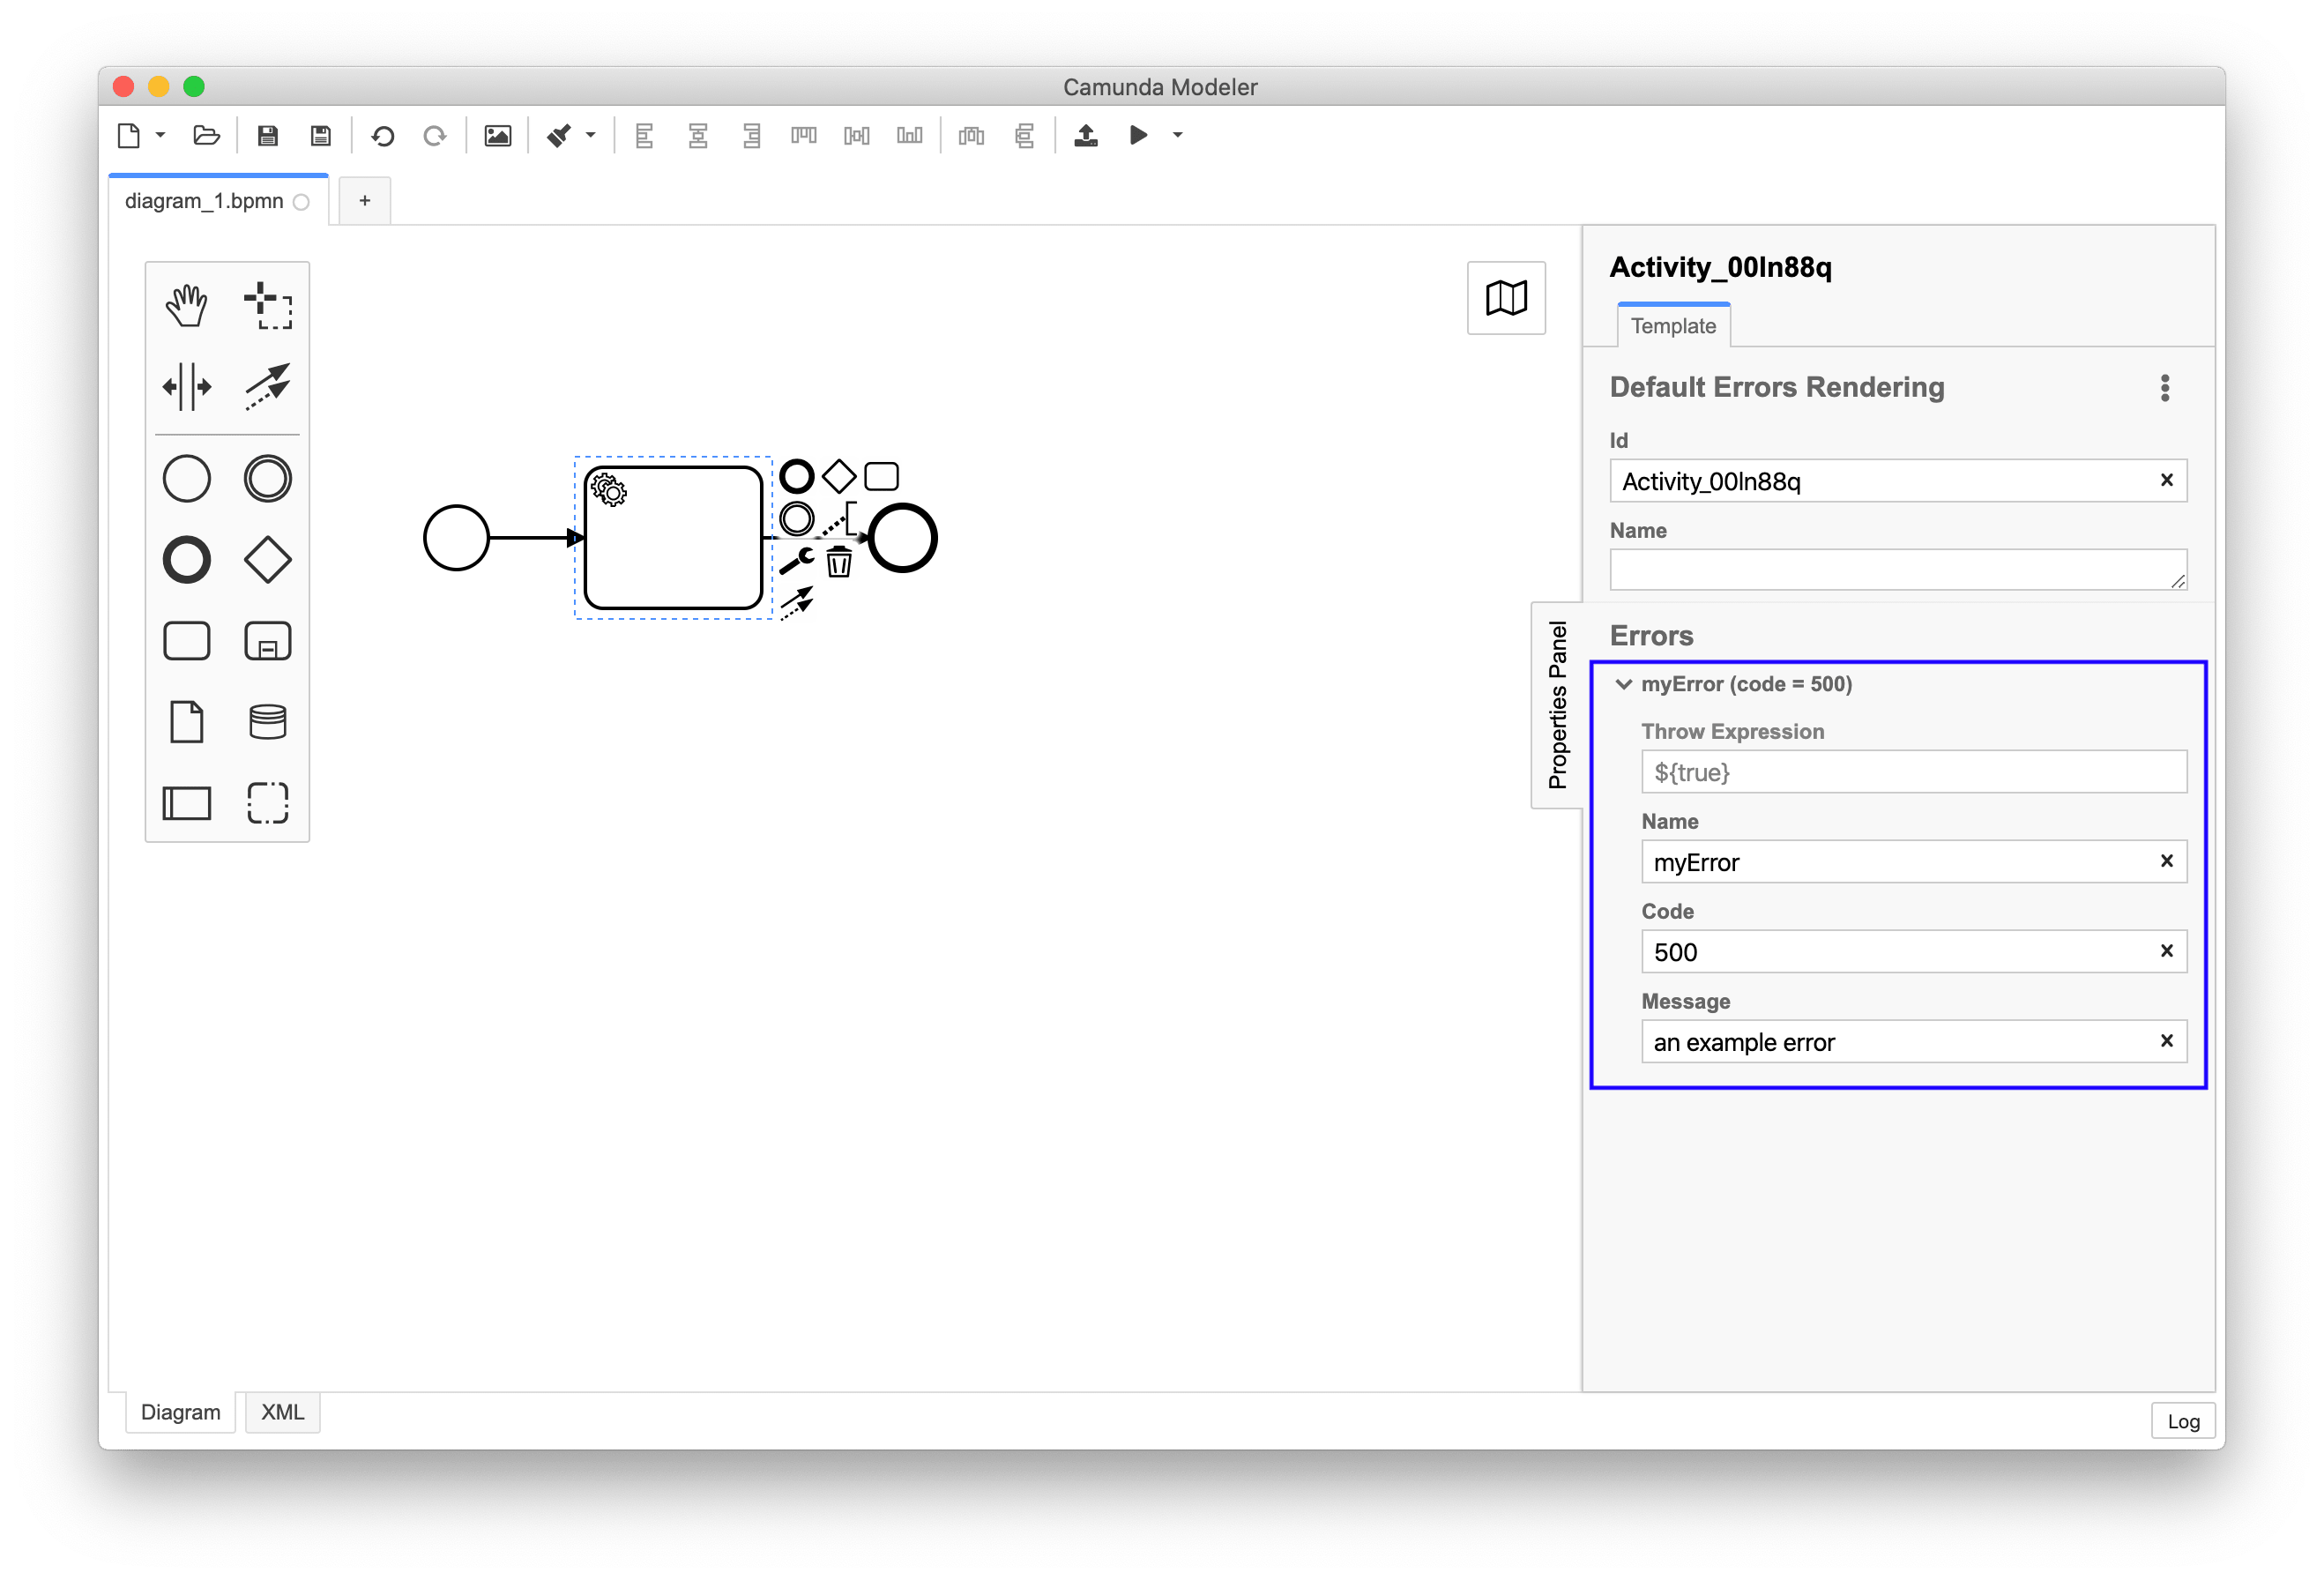 Camunda Modeler
diagram_1.bpmn
+
Activity_00ln88q
Template
Default Errors Rendering
Id
Activity_00ln88q
Name
Properties Panel
Errors
myError (code = 500)
Throw Expression
${true}
Name
myError
Code
500
Message
an example error
Diagram
XML
Log